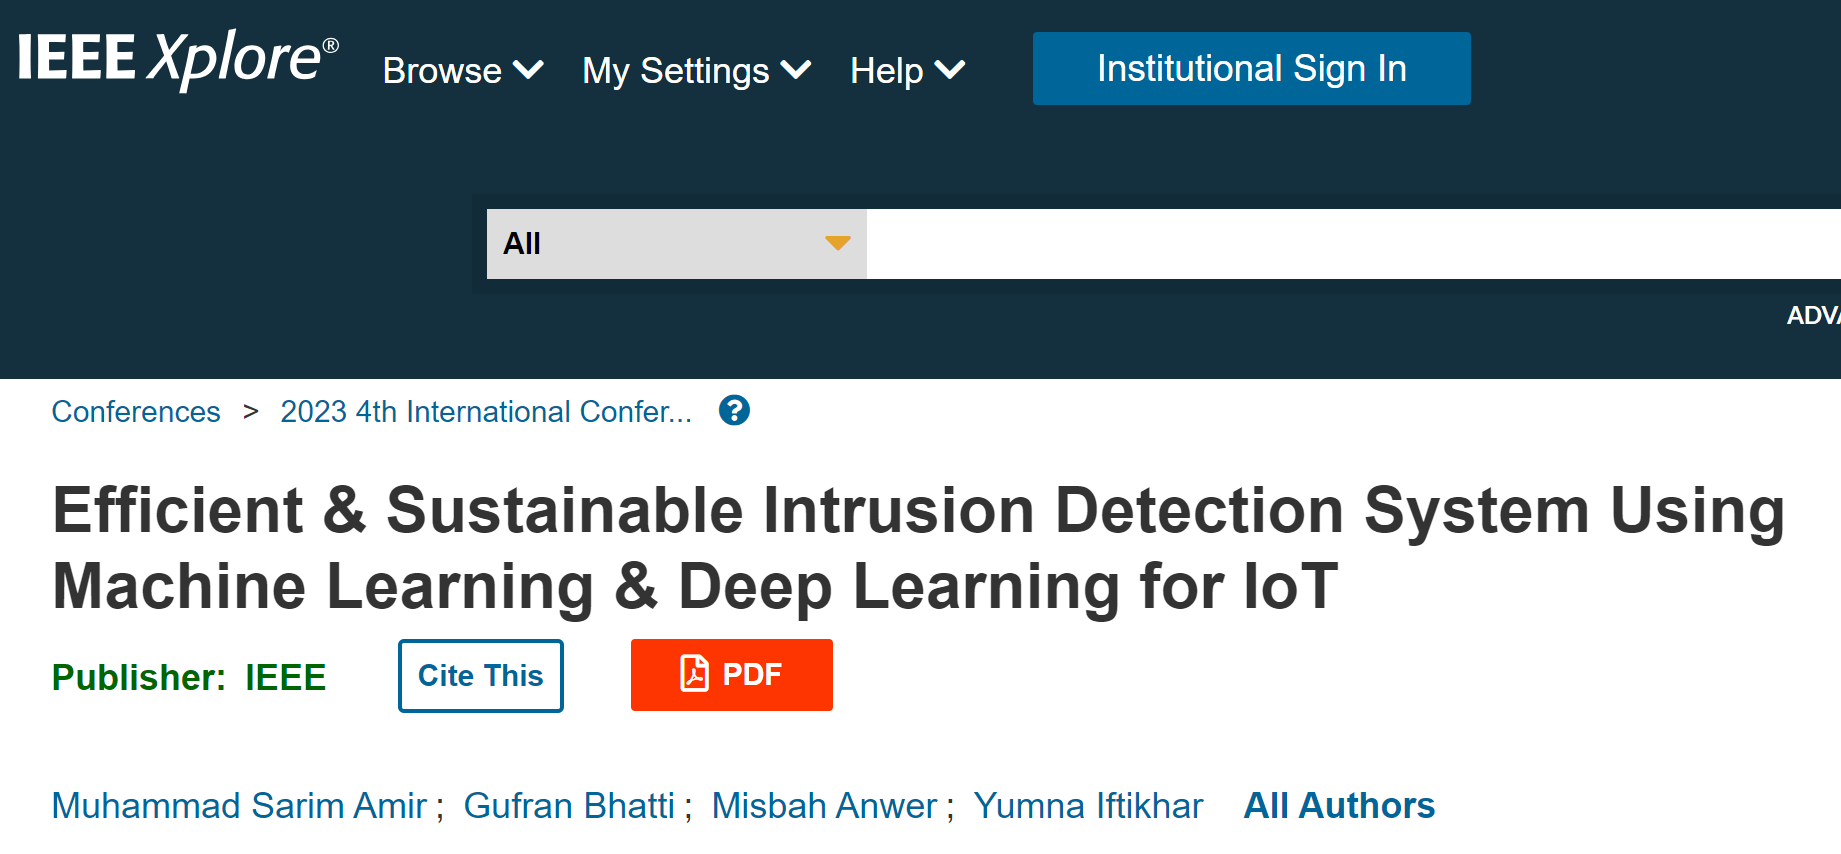 IEEE Xplore® Browse My Settings Help Institutional Sign In
All
ADVA
Conferences > 2023 4th International Confer... ?
Efficient & Sustainable Intrusion Detection System Using
Machine Learning & Deep Learning for IoT
Publisher: IEEE Cite This PDF
Muhammad Sarim Amir ; Gufran Bhatti ; Misbah Anwer ; Yumna Iftikhar All Authors